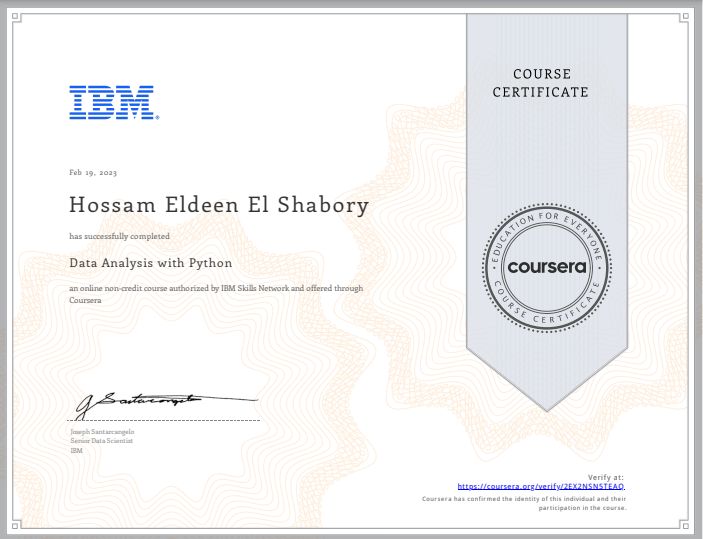 IBM®
COURSE
CERTIFICATE
Feb 19, 2023
Hossam Eldeen El Shabory
has successfully completed
Data Analysis with Python
an online non-credit course authorized by IBM Skills Network and offered through
Coursera
EDUCATION FOR EVERYONE
coursera
COURSE CERTIFICATE
J Santarcangelo
Joseph Santarcangelo
Senior Data Scientist
IBM
Verify at:
https://coursera.org/verify/2EX2NSN5TEAQ
Coursera has confirmed the identity of this individual and their
participation in the course.